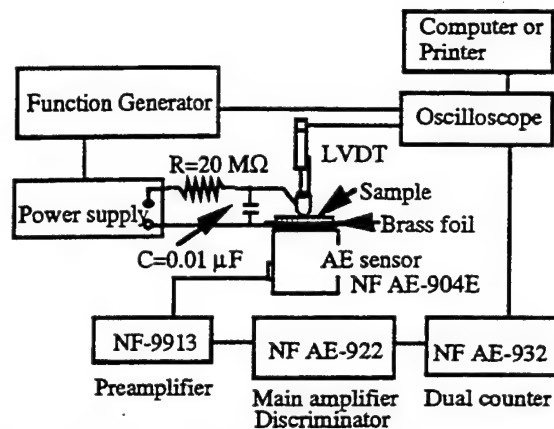 Computer or
Printer
Function Generator
Oscilloscope
LVDT
R=20 MΩ
Sample
Power supply
Brass foil
C=0.01 µF
AE sensor
NF AE-904E
NF-9913
NF AE-922
NF AE-932
Preamplifier
Main amplifier
Discriminator
Dual counter